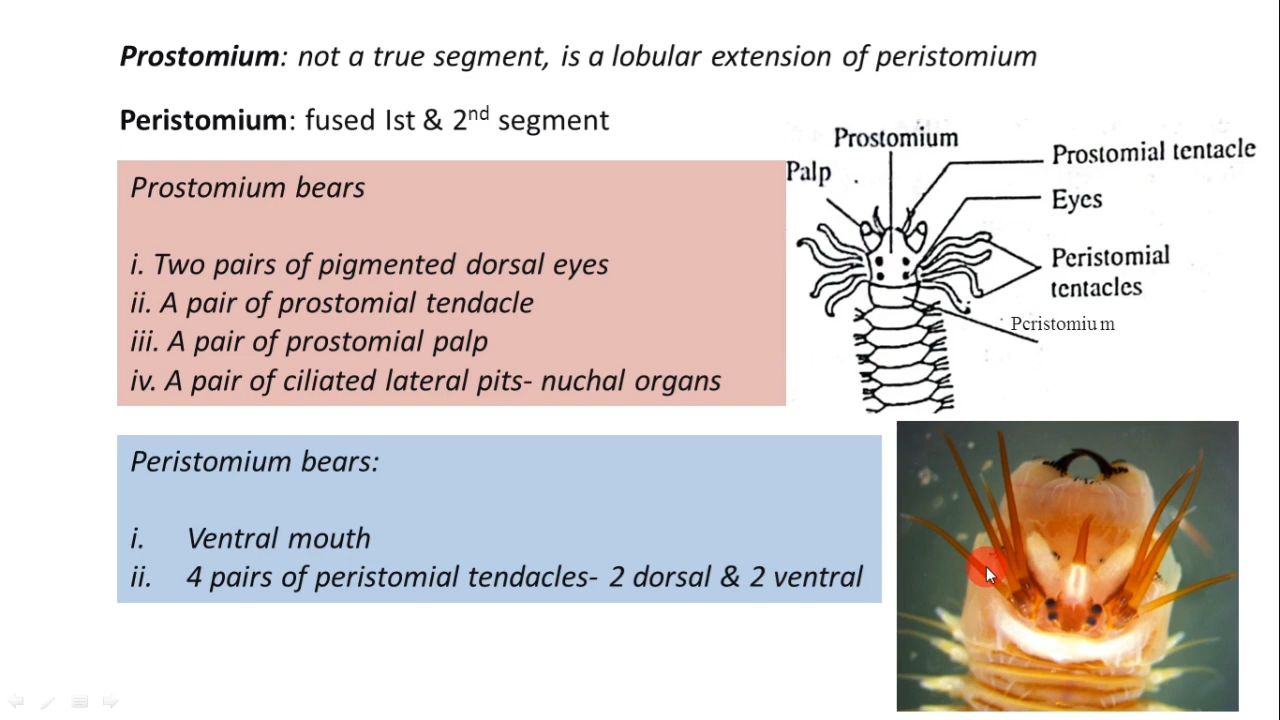 Prostomium: not a true segment, is a lobular extension of peristomium
Peristomium: fused Ist & 2nd segment
Prostomium bears
i. Two pairs of pigmented dorsal eyes
ii. A pair of prostomial tendacle
iii. A pair of prostomial palp
iv. A pair of ciliated lateral pits- nuchal organs
Prostomium
Palp
Prostomial tentacle
Eyes
Peristomial
tentacles
Peristomium
Peristomium bears:
i. Ventral mouth
ii. 4 pairs of peristomial tendacles- 2 dorsal & 2 ventral